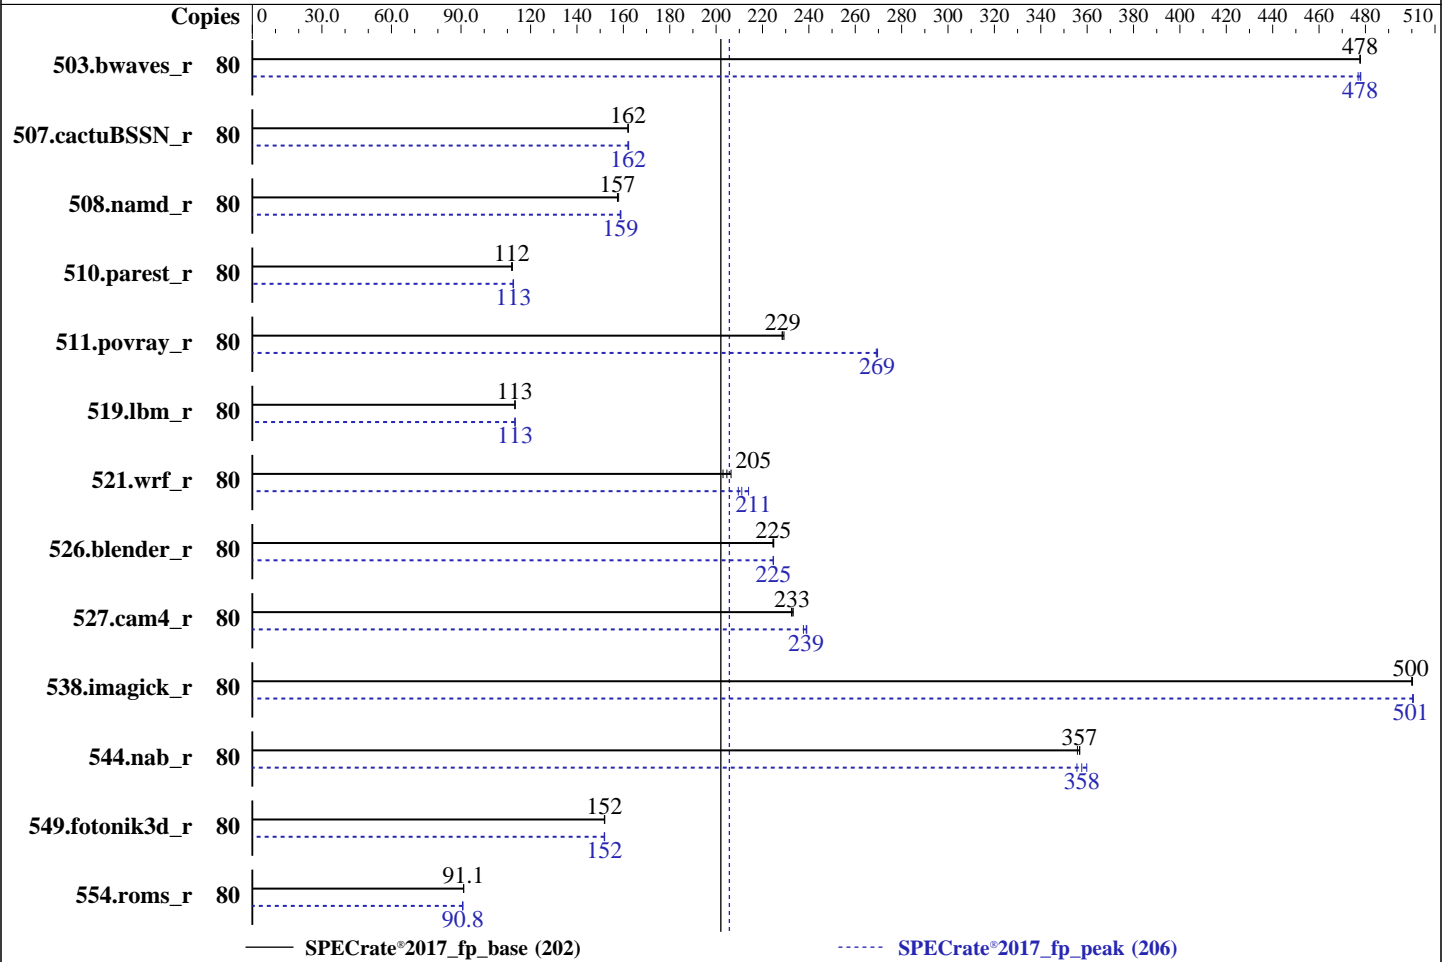 Copies 0 30.0 60.0 90.0 120 140 160 180 200 220 240 260 280 300 320 340 360 380 400 420 440 460 480 510
503.bwaves_r 80 478
478
507.cactuBSSN_r 80 162
162
508.namd_r 80 157
159
510.parest_r 80 112
113
511.povray_r 80 229
269
519.lbm_r 80 113
113
521.wrf_r 80 205
211
526.blender_r 80 225
225
527.cam4_r 80 233
239
538.imagick_r 80 500
501
544.nab_r 80 357
358
549.fotonik3d_r 80 152
152
554.roms_r 80 91.1
90.8
SPECrate®2017_fp_base (202) SPECrate®2017_fp_peak (206)